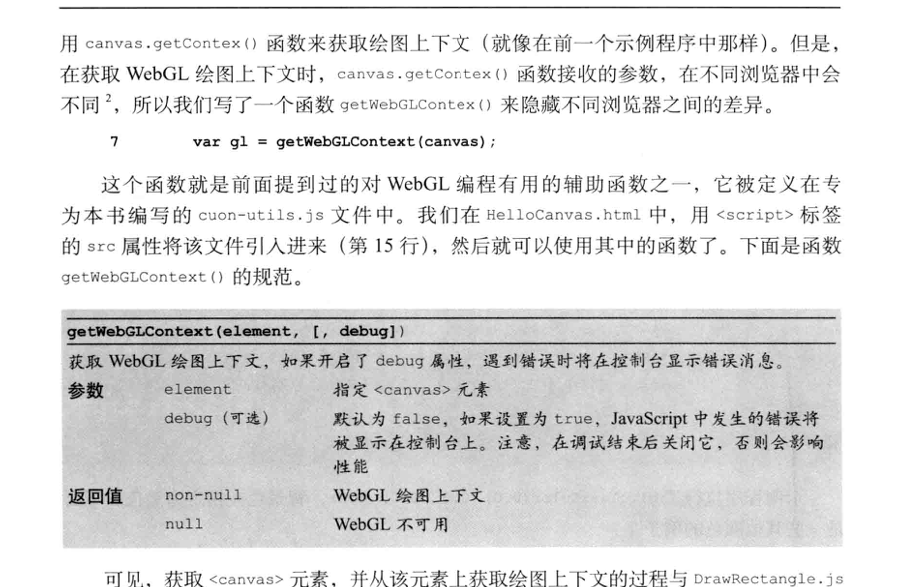 用 canvas.getContex() 函数来获取绘图上下文（就像在前一个示例程序中那样）。但是，
在获取 WebGL 绘图上下文时，canvas.getContex() 函数接收的参数，在不同浏览器中会
不同2，所以我们写了一个函数 getWebGLContex() 来隐藏不同浏览器之间的差异。
7 var gl = getWebGLContext(canvas);
这个函数就是前面提到过的对 WebGL 编程有用的辅助函数之一，它被定义在专
为本书编写的 cuon-utils.js 文件中。我们在 HelloCanvas.html 中，用 <script> 标签
的 src 属性将该文件引入进来（第 15 行），然后就可以使用其中的函数了。下面是函数
getWebGLContext() 的规范。
getWebGLContext(element, [, debug])
获取 WebGL 绘图上下文，如果开启了 debug 属性，遇到错误时将在控制台显示错误消息。
参数 element 指定 <canvas> 元素
debug（可选） 默认为 false，如果设置为 true，JavaScript 中发生的错误将
被显示在控制台上。注意，在调试结束后关闭它，否则会影响
性能
返回值 non-null WebGL 绘图上下文
null WebGL 不可用
可见，获取 <canvas> 元素，并从该元素上获取绘图上下文的过程与 DrawRectangle.js